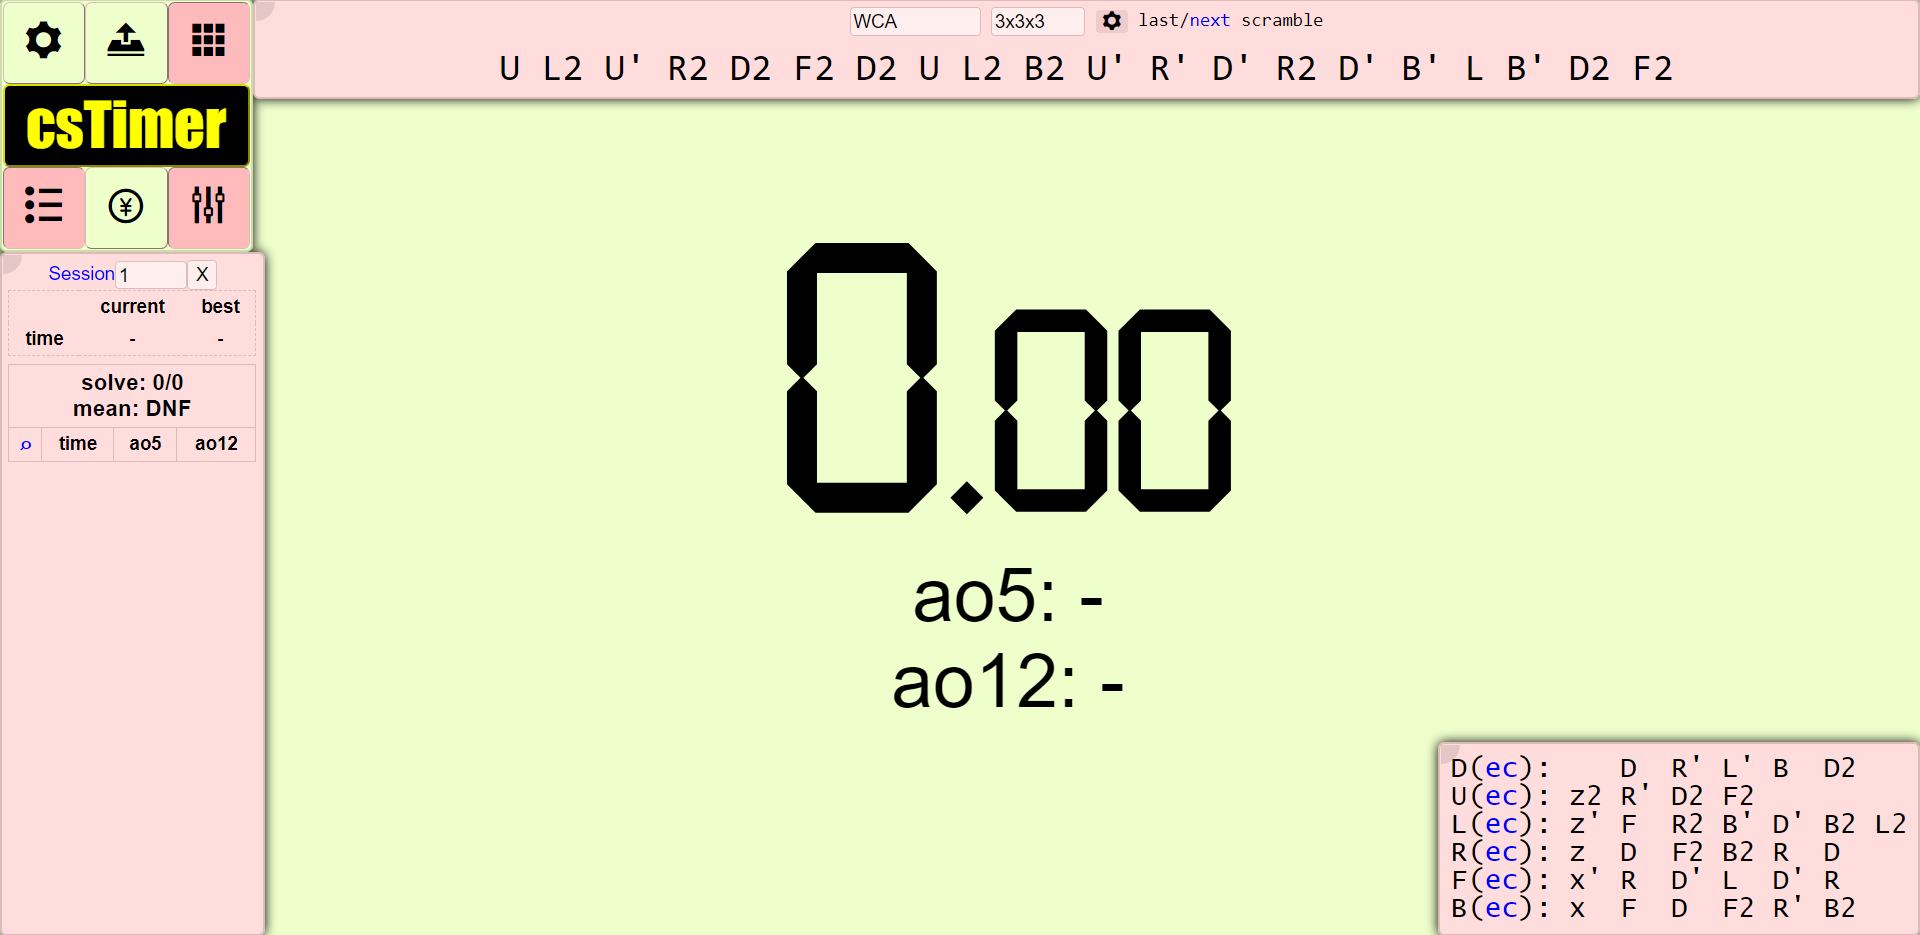 WCA 3x3x3 last/next scramble
U L2 U' R2 D2 F2 D2 U L2 B2 U' R' D' R2 D' B' L B' D2 F2
csTimer
¥
Session 1 X
current best
time - -
solve: 0/0
mean: DNF
time ao5 ao12
0.00
ao5: -
ao12: -
D(ec): D R' L' B D2
U(ec): z2 R' D2 F2
L(ec): z' F R2 B' D' B2 L2
R(ec): z D F2 B2 R D
F(ec): x' R D' L D' R
B(ec): x F D F2 R' B2